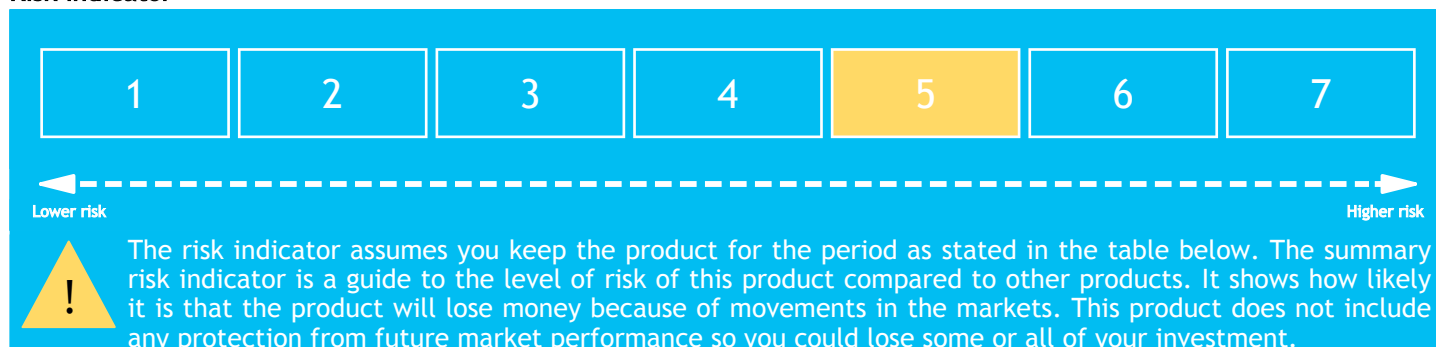 Risk Indicator
1 2 3 4 5 6 7
Lower risk Higher risk
! The risk indicator assumes you keep the product for the period as stated in the table below. The summary
risk indicator is a guide to the level of risk of this product compared to other products. It shows how likely
it is that the product will lose money because of movements in the markets. This product does not include
any protection from future market performance so you could lose some or all of your investment.